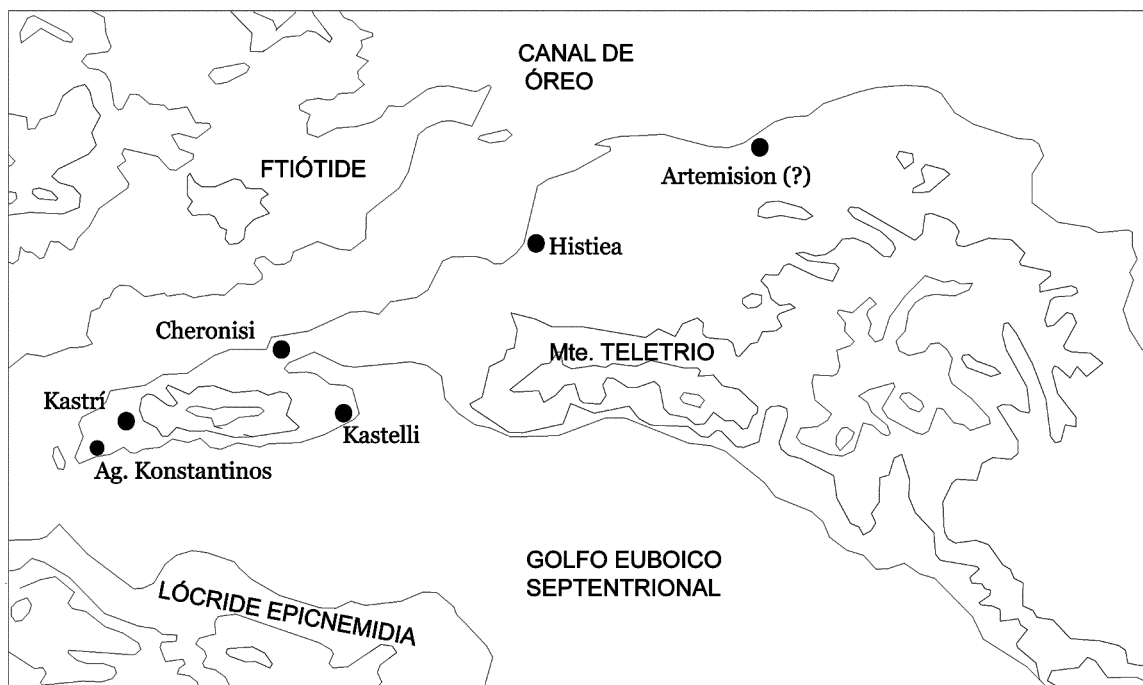 CANAL DE
ÓREO
FTIÓTIDE
Artemision (?)
Histiea
Cheronisi
Mte. TELETRIO
Kastrí
Kastelli
Ag. Konstantinos
GOLFO EUBOICO
SEPTENTRIONAL
LÓCRIDE EPICNEMIDIA